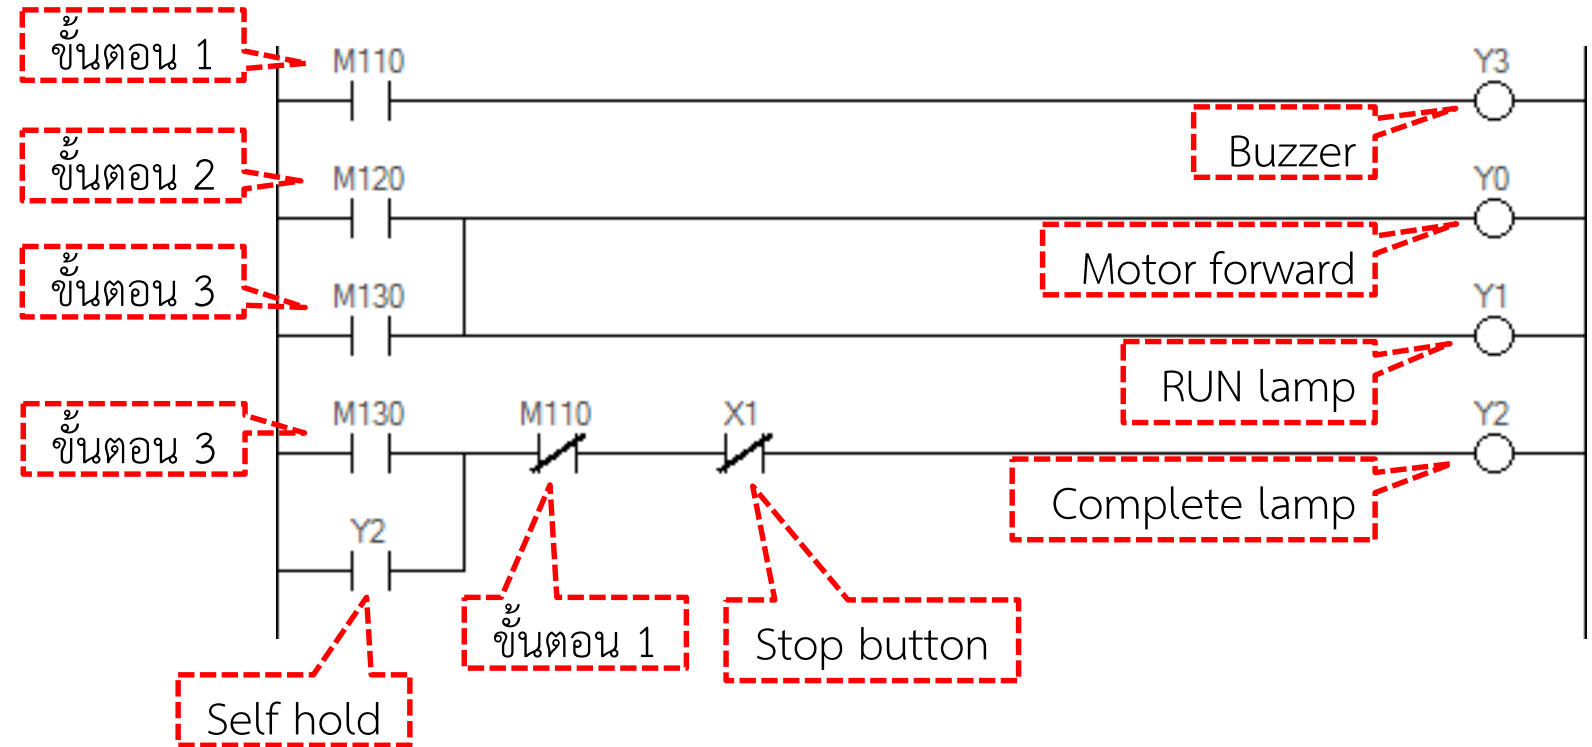 ขั้นตอน 1
M110
Y3
Buzzer
ขั้นตอน 2
M120
Y0
Motor forward
ขั้นตอน 3
M130
Y1
RUN lamp
ขั้นตอน 3
M130
M110
X1
Y2
Complete lamp
Y2
ขั้นตอน 1
Stop button
Self hold